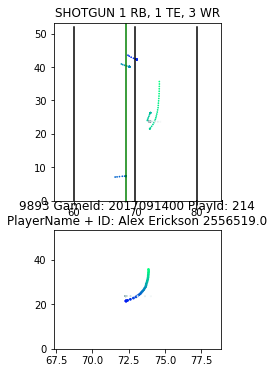 SHOTGUN 1 RB, 1 TE, 3 WR
50
40
30
20
10
0
60 70 80
9893 GameId: 2017091400 PlayId: 214
PlayerName + ID: Alex Erickson 2556519.0
40
20
0
67.5 70.0 72.5 75.0 77.5